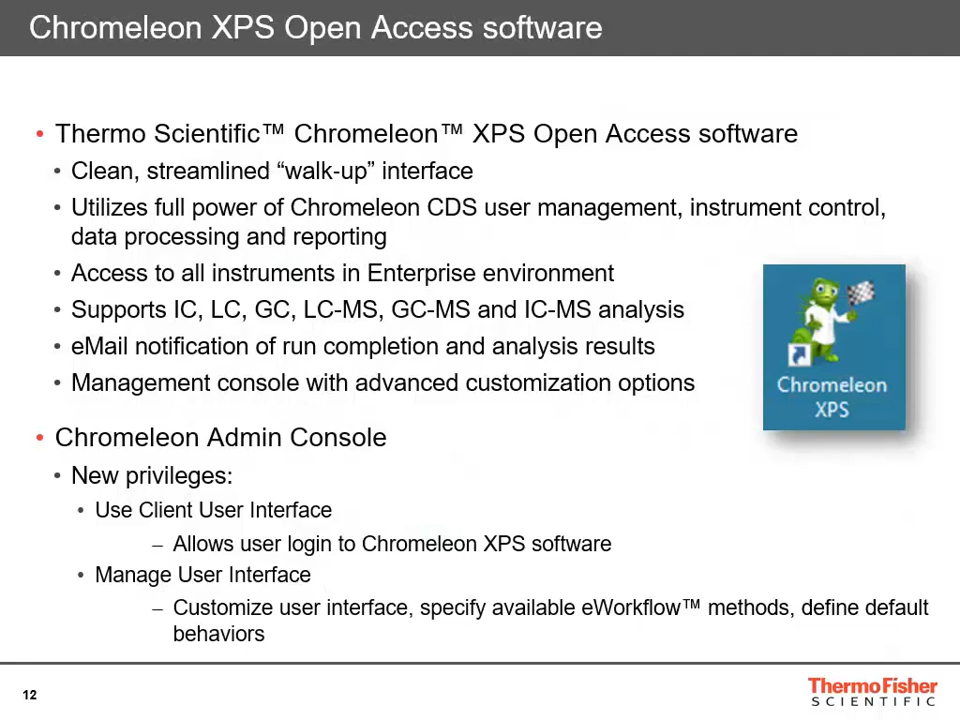 Chromeleon XPS Open Access software
• Thermo Scientific™ Chromeleon™ XPS Open Access software
• Clean, streamlined “walk-up” interface
• Utilizes full power of Chromeleon CDS user management, instrument control,
data processing and reporting
• Access to all instruments in Enterprise environment
• Supports IC, LC, GC, LC-MS, GC-MS and IC-MS analysis
• eMail notification of run completion and analysis results
• Management console with advanced customization options
Chromeleon
XPS
• Chromeleon Admin Console
• New privileges:
• Use Client User Interface
– Allows user login to Chromeleon XPS software
• Manage User Interface
– Customize user interface, specify available eWorkflow™ methods, define default
behaviors
12
ThermoFisher
SCIENTIFIC